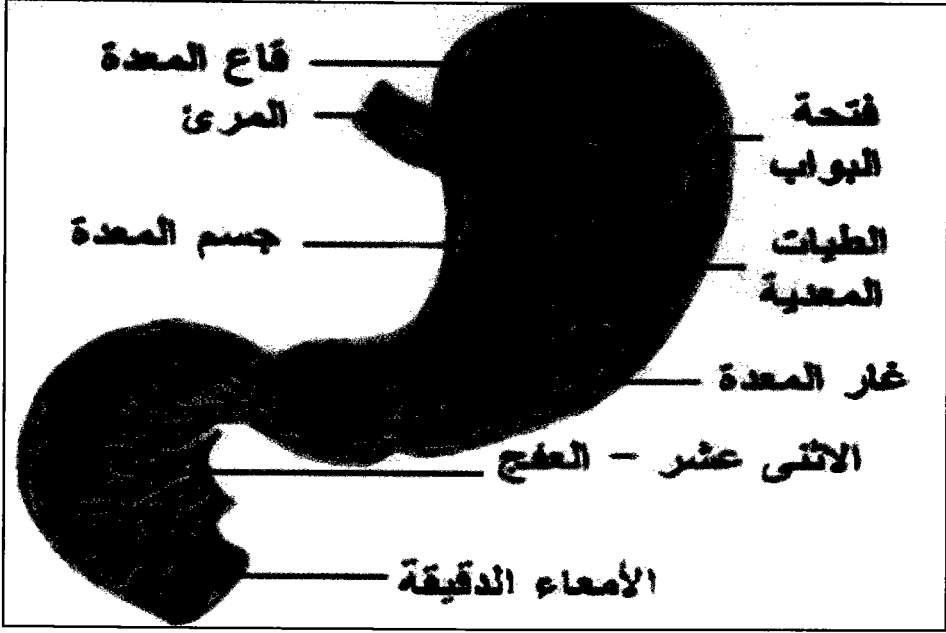 قاع المعدة
المرئ
فتحة
البواب
جسم المعدة
الطيات
المعدية
غار المعدة
الاثنى عشر - العفج
الأمعاء الدقيقة